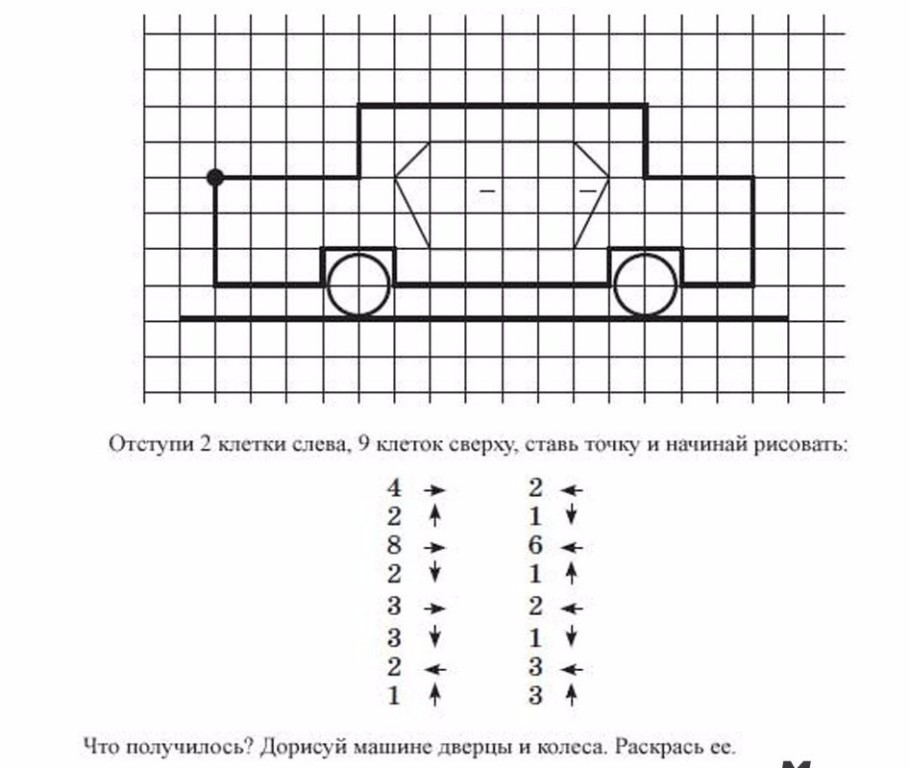 Отступи 2 клетки слева, 9 клеток сверху, ставь точку и начинай рисовать:
4 → 2 ←
2 ↑ 1 ↓
8 → 6 ←
2 ↓ 1 ↑
3 → 2 ←
3 ↓ 1 ↓
2 ← 3 ←
1 ↑ 3 ↑
Что получилось? Дорисуй машине дверцы и колеса. Раскрась ее.